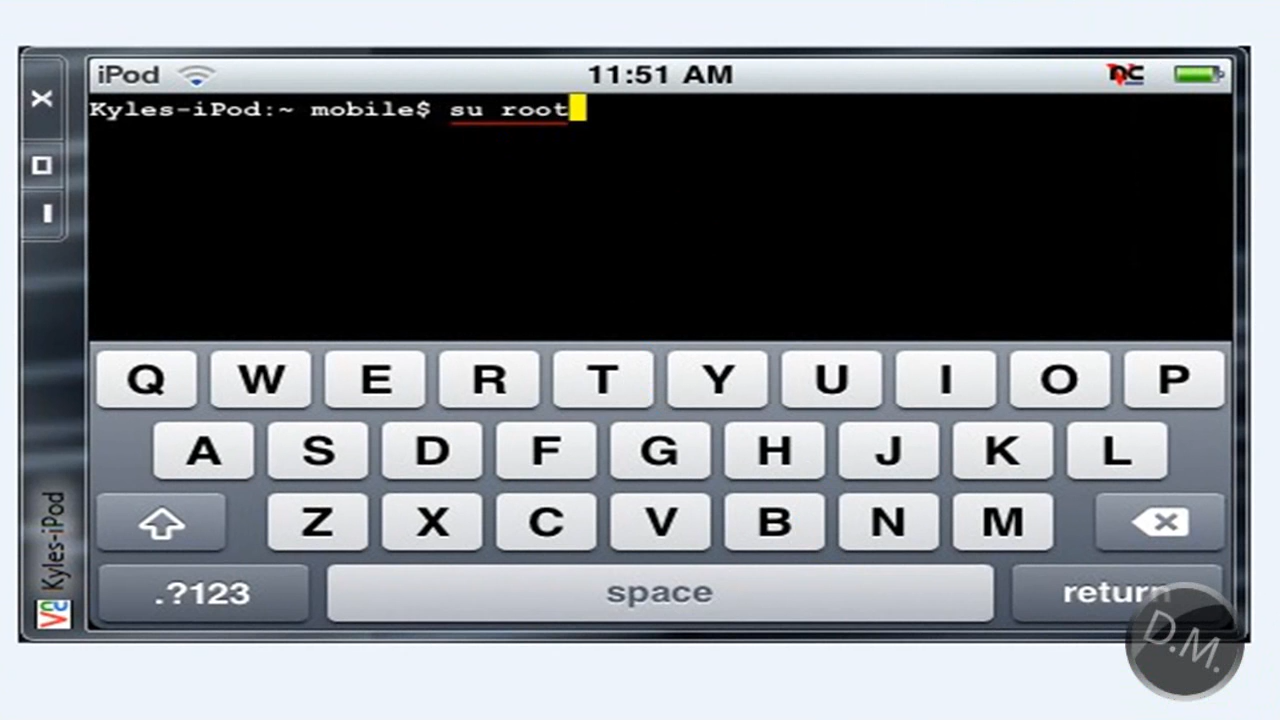 iPod 11:51 AM
Kyles-iPod:~ mobile$ su root
Q W E R T Y U I O P
A S D F G H J K L
Z X C V B N M
.?123 space return
Kyles-iPod
D.M.